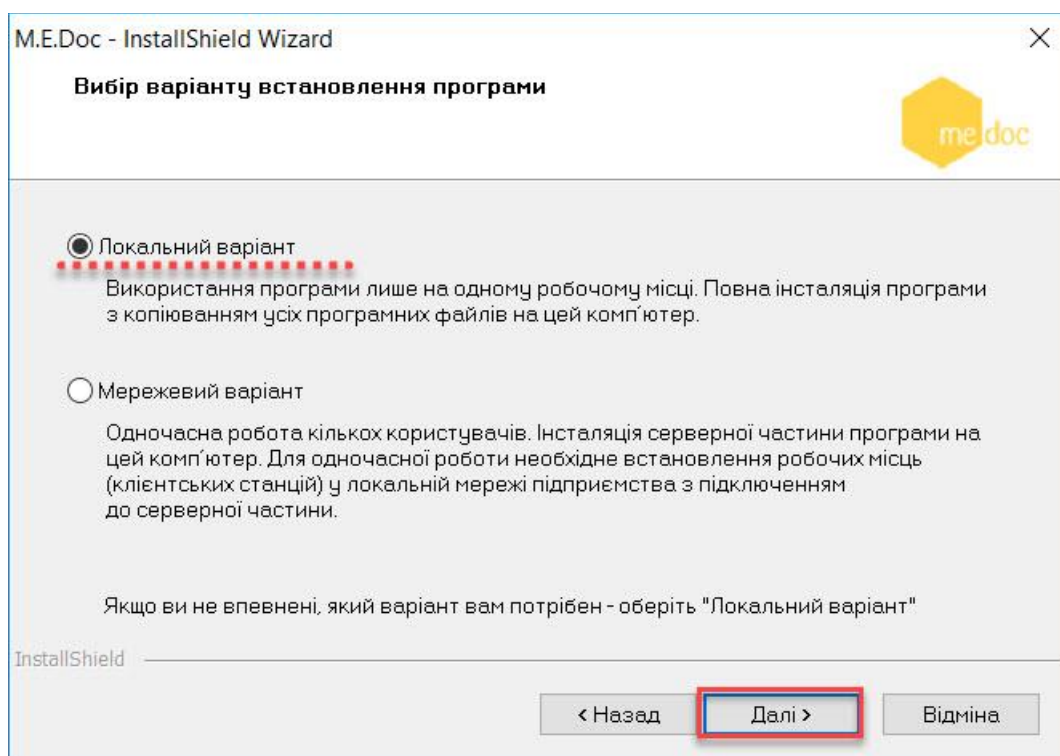 M.E.Doc - InstallShield Wizard
Вибір варіанту встановлення програми
me doc
Локальний варіант
Використання програми лише на одному робочому місці. Повна інсталяція програми
з копіюванням усіх програмних файлів на цей комп'ютер.
Мережевий варіант
Одночасна робота кількох користувачів. Інсталяція серверної частини програми на
цей комп'ютер. Для одночасної роботи необхідне встановлення робочих місць
(клієнтських станцій) у локальній мережі підприємства з підключенням
до серверної частини.
Якщо ви не впевнені, який варіант вам потрібен - оберіть "Локальний варіант"
InstallShield
< Назад Далі > Відміна